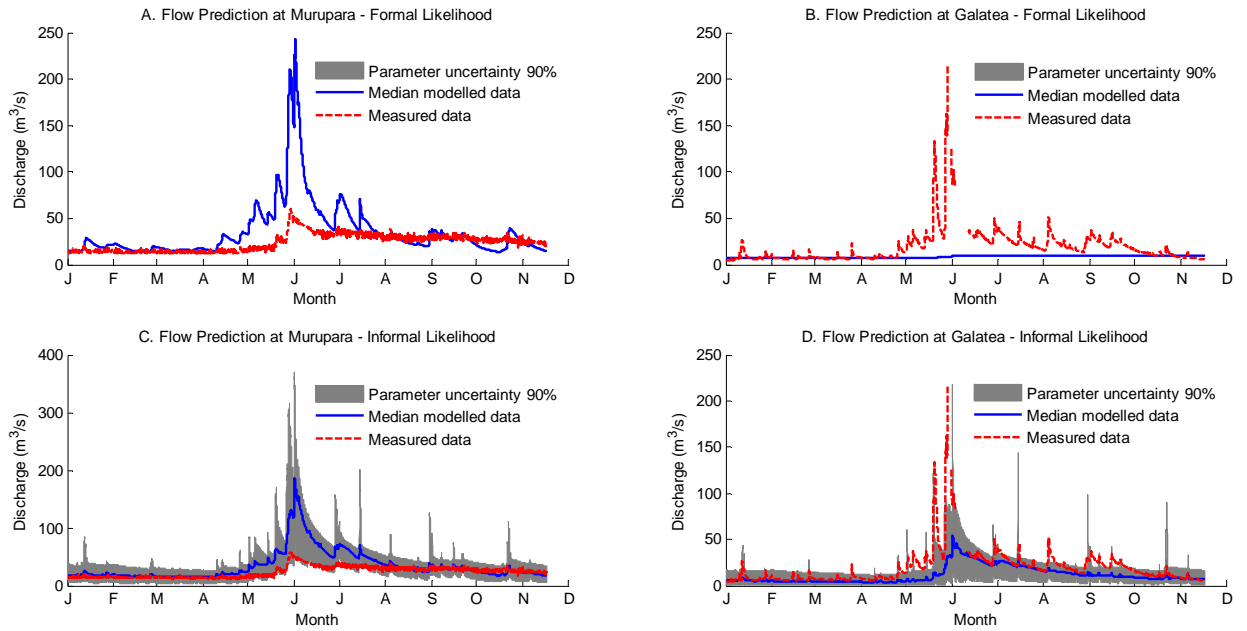 A. Flow Prediction at Murupara - Formal Likelihood
250
200
150
100
50
0
Discharge (m³/s)
Parameter uncertainty 90%
Median modelled data
Measured data
J F M A M J J A S O N D
Month
B. Flow Prediction at Galatea - Formal Likelihood
250
200
150
100
50
0
Discharge (m³/s)
Parameter uncertainty 90%
Median modelled data
Measured data
J F M A M J J A S O N D
Month
C. Flow Prediction at Murupara - Informal Likelihood
400
300
200
100
0
Discharge (m³/s)
Parameter uncertainty 90%
Median modelled data
Measured data
J F M A M J J A S O N D
Month
D. Flow Prediction at Galatea - Informal Likelihood
250
200
150
100
50
0
Discharge (m³/s)
Parameter uncertainty 90%
Median modelled data
Measured data
J F M A M J J A S O N D
Month